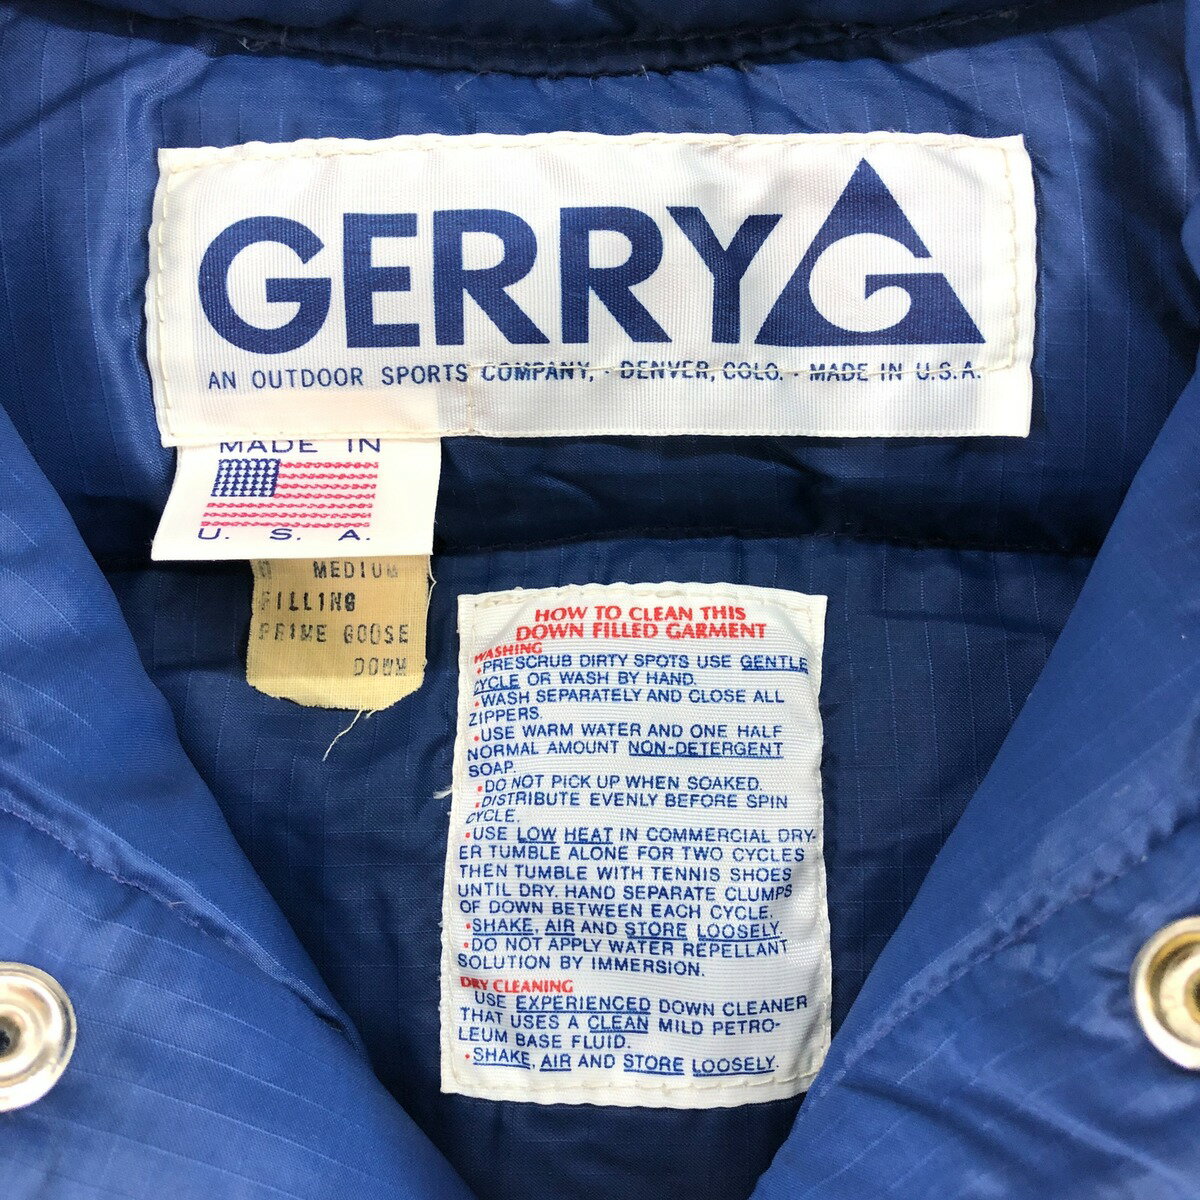 GERRY G
AN OUTDOOR SPORTS COMPANY, · DENVER, COLO. · MADE IN U.S.A.
MADE IN
U. S. A.
MEDIUM
FILLING
PRIME GOOSE
DOWN
HOW TO CLEAN THIS
DOWN FILLED GARMENT
WASHING
•PRESCRUB DIRTY SPOTS USE GENTLE
CYCLE OR WASH BY HAND.
•WASH SEPARATELY AND CLOSE ALL
ZIPPERS.
•USE WARM WATER AND ONE HALF
NORMAL AMOUNT NON-DETERGENT
SOAP.
•DO NOT PICK UP WHEN SOAKED.
•DISTRIBUTE EVENLY BEFORE SPIN
CYCLE.
•USE LOW HEAT IN COMMERCIAL DRY-
ER TUMBLE ALONE FOR TWO CYCLES
THEN TUMBLE WITH TENNIS SHOES
UNTIL DRY. HAND SEPARATE CLUMPS
OF DOWN BETWEEN EACH CYCLE.
•SHAKE, AIR AND STORE LOOSELY.
•DO NOT APPLY WATER REPELLANT
SOLUTION BY IMMERSION.
DRY CLEANING
USE EXPERIENCED DOWN CLEANER
THAT USES A CLEAN MILD PETRO-
LEUM BASE FLUID.
•SHAKE, AIR AND STORE LOOSELY.